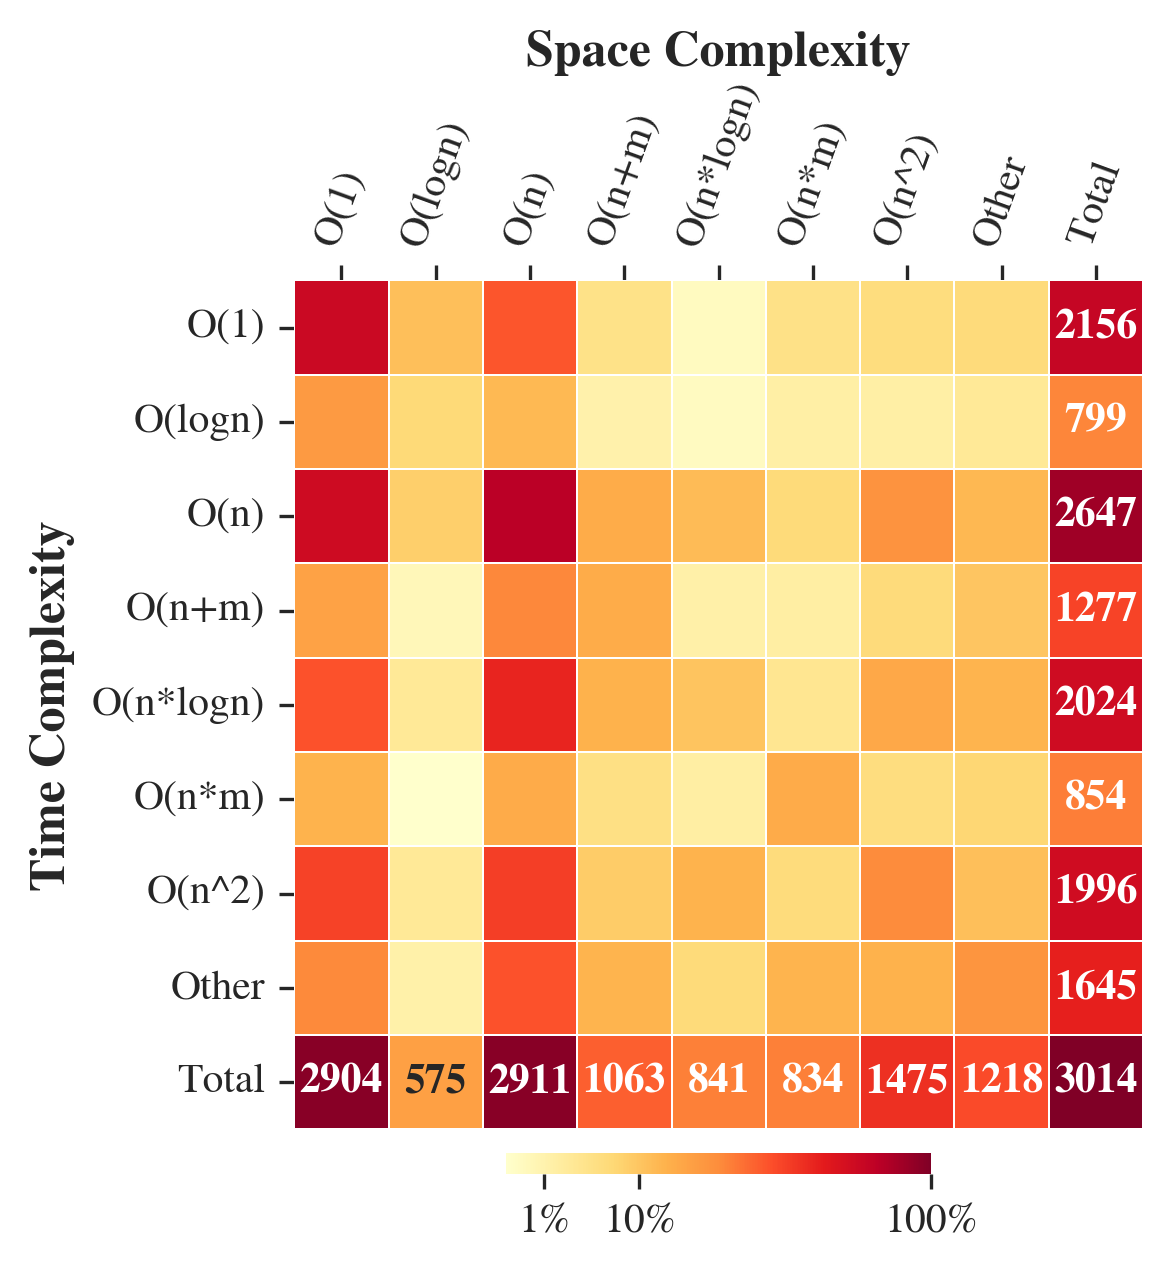 Space Complexity
O(1) O(logn) O(n) O(n+m) O(n*logn) O(n*m) O(n^2) Other Total
Time Complexity
O(1) 2156
O(logn) 799
O(n) 2647
O(n+m) 1277
O(n*logn) 2024
O(n*m) 854
O(n^2) 1996
Other 1645
Total 2904 575 2911 1063 841 834 1475 1218 3014
1% 10% 100%